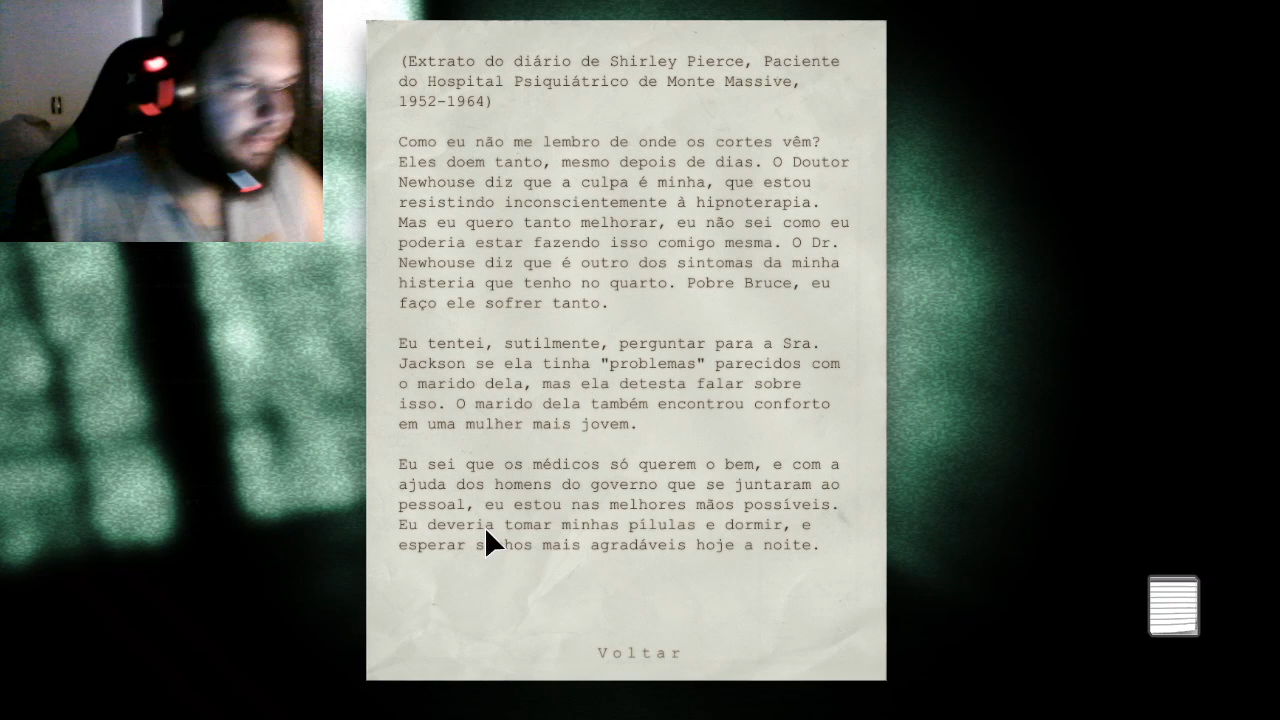 (Extrato do diário de Shirley Pierce, Paciente
do Hospital Psiquiátrico de Monte Massive,
1952-1964)
Como eu não me lembro de onde os cortes vêm?
Eles doem tanto, mesmo depois de dias. O Doutor
Newhouse diz que a culpa é minha, que estou
resistindo inconscientemente à hipnoterapia.
Mas eu quero tanto melhorar, eu não sei como eu
poderia estar fazendo isso comigo mesma. O Dr.
Newhouse diz que é outro dos sintomas da minha
histeria que tenho no quarto. Pobre Bruce, eu
faço ele sofrer tanto.
Eu tentei, sutilmente, perguntar para a Sra.
Jackson se ela tinha "problemas" parecidos com
o marido dela, mas ela detesta falar sobre
isso. O marido dela também encontrou conforto
em uma mulher mais jovem.
Eu sei que os médicos só querem o bem, e com a
ajuda dos homens do governo que se juntaram ao
pessoal, eu estou nas melhores mãos possíveis.
Eu deveria tomar minhas pílulas e dormir, e
esperar sonhos mais agradáveis hoje a noite.
Voltar